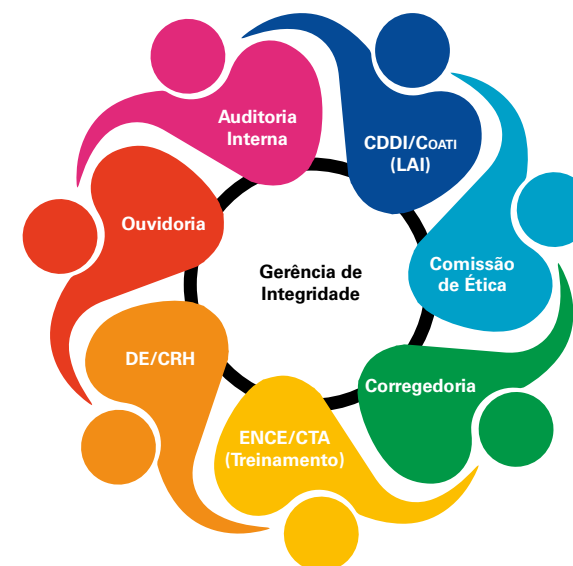 Auditoria
Interna
CDDI/COATI
(LAI)
Ouvidoria
Gerência de
Integridade
Comissão
de Ética
DE/CRH
Corregedoria
ENCE/CTA
(Treinamento)